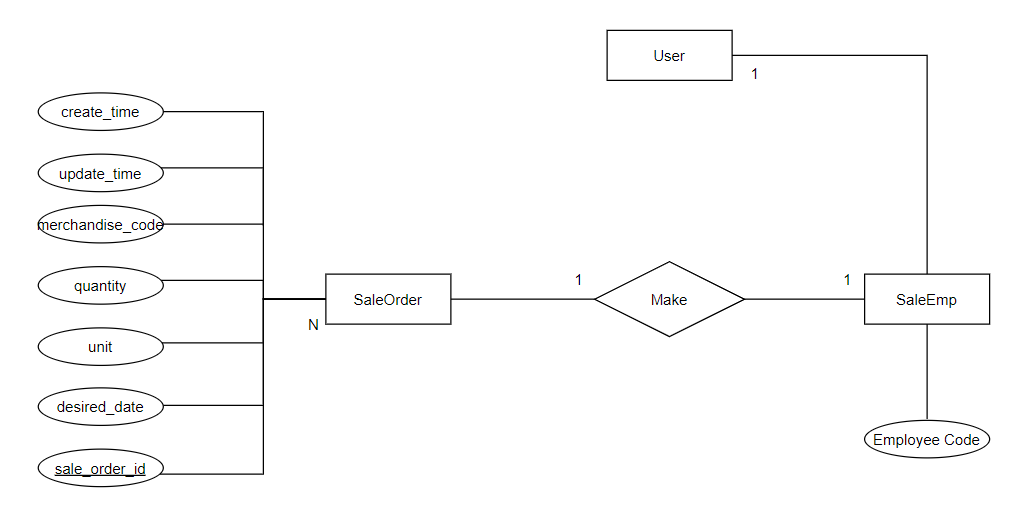 User
1
create_time
update_time
merchandise_code
quantity
unit
desired_date
sale_order_id
SaleOrder
N
1
Make
1
SaleEmp
Employee Code